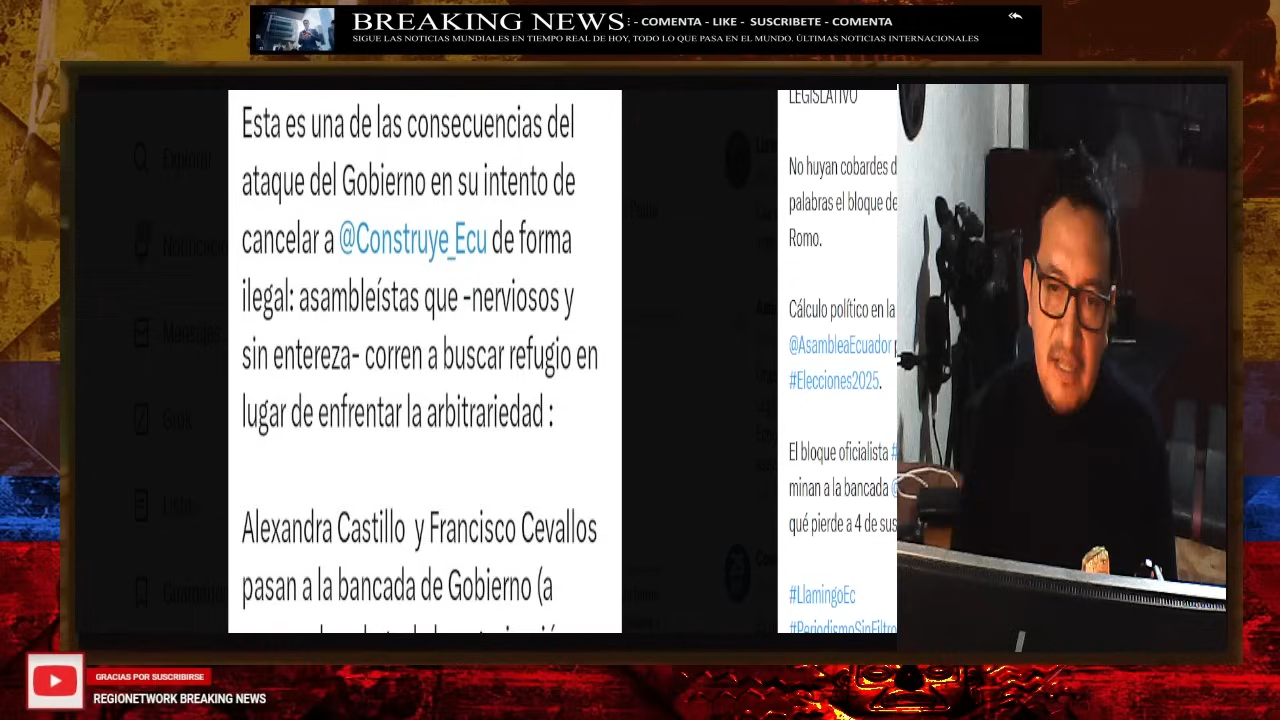 BREAKING NEWS: - COMENTA - LIKE - SUSCRIBETE - COMENTA
SIGUE LAS NOTICIAS MUNDIALES EN TIEMPO REAL DE HOY, TODO LO QUE PASA EN EL MUNDO. ÚLTIMAS NOTICIAS INTERNACIONALES
Esta es una de las consecuencias del
ataque del Gobierno en su intento de
cancelar a @Construye_Ecu de forma
ilegal: asambleístas que -nerviosos y
sin entereza- corren a buscar refugio en
lugar de enfrentar la arbitrariedad :
Alexandra Castillo y Francisco Cevallos
pasan a la bancada de Gobierno (a
LEGISLATIVO
No huyan cobardes d
palabras el bloque de
Romo.
Cálculo político en la
@AsambleaEcuador
#Elecciones2025.
El bloque oficialista #
minan a la bancada @
qué pierde a 4 de sus
#LlamingoEc
#PeriodismoSinFiltro
Explorar
Mensajes
Grok
GRACIAS POR SUSCRIBIRSE
REGIONETWORK BREAKING NEWS